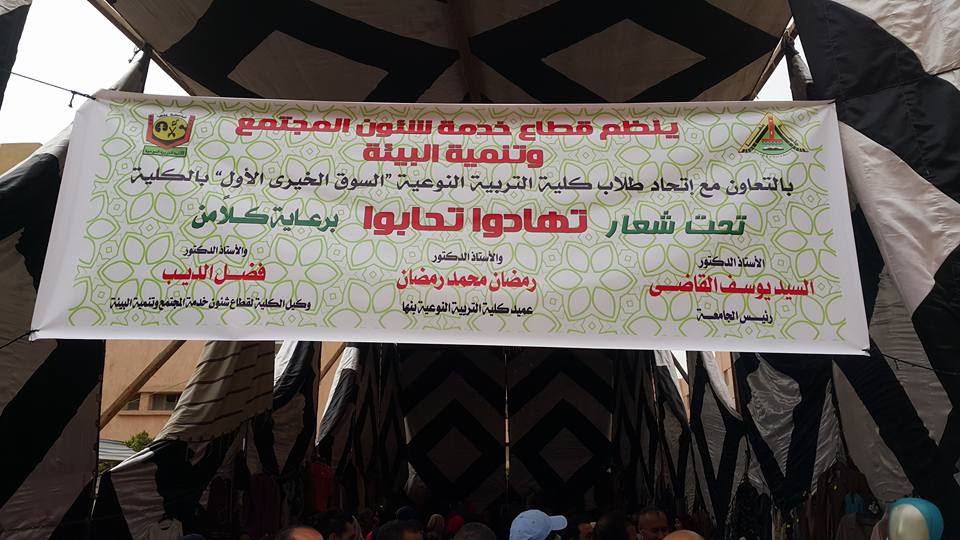 ينظم قطاع خدمة شئون المجتمع
وتنمية البيئة
بالتعاون مع إتحاد طلاب كلية التربية النوعية "السوق الخيرى الأول" بالكلية
تحت شعار تهادوا تحابوا برعاية كلاً من
الأستاذ الدكتور
السيد يوسف القاضى
رئيس الجامعة
والأستاذ الدكتور
رمضان محمد رمضان
عميد كلية التربية النوعية بنها
والأستاذ الدكتور
فضل الديب
وكيل الكلية لقطاع شئون خدمة المجتمع وتنمية البيئة